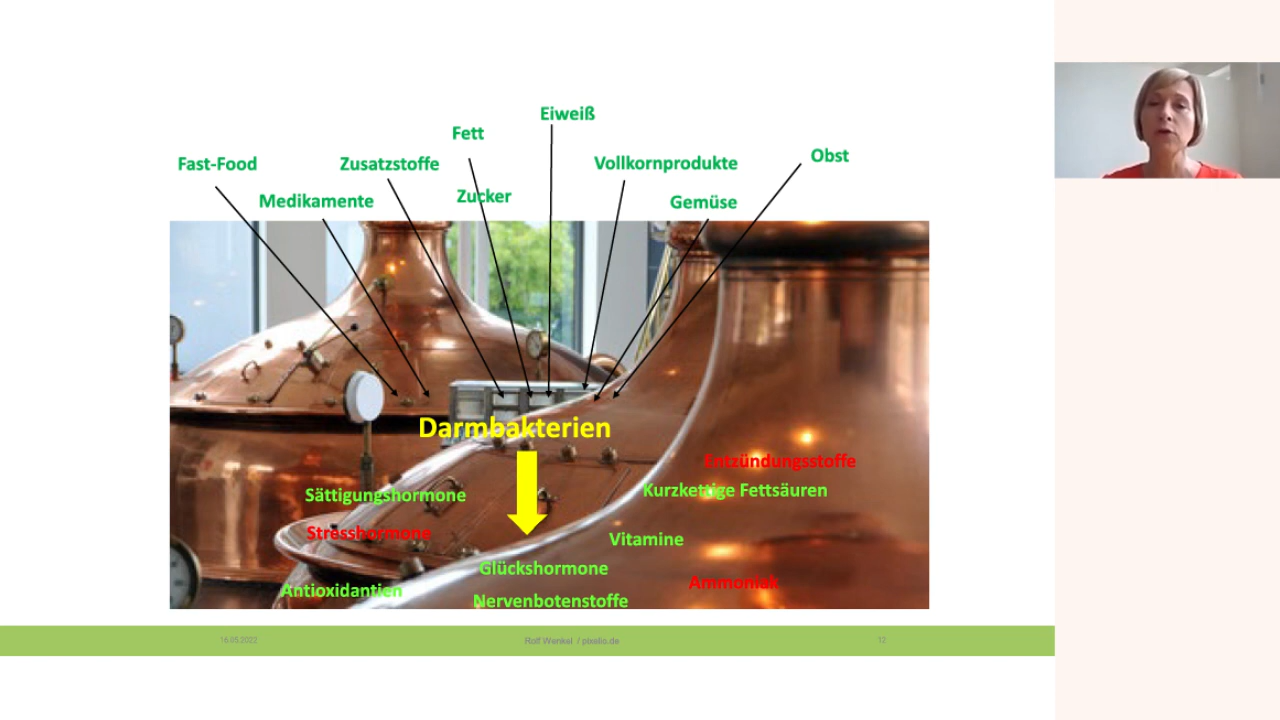 Eiweiß
Fett
Fast-Food
Zusatzstoffe
Vollkornprodukte
Obst
Medikamente
Zucker
Gemüse
Darmbakterien
Entzündungsstoffe
Sättigungshormone
Kurzkettige Fettsäuren
Stresshormone
Vitamine
Glückshormone
Ammoniak
Antioxidantien
Nervenbotenstoffe
16.05.2022
Rolf Wenkel / pixelio.de
12